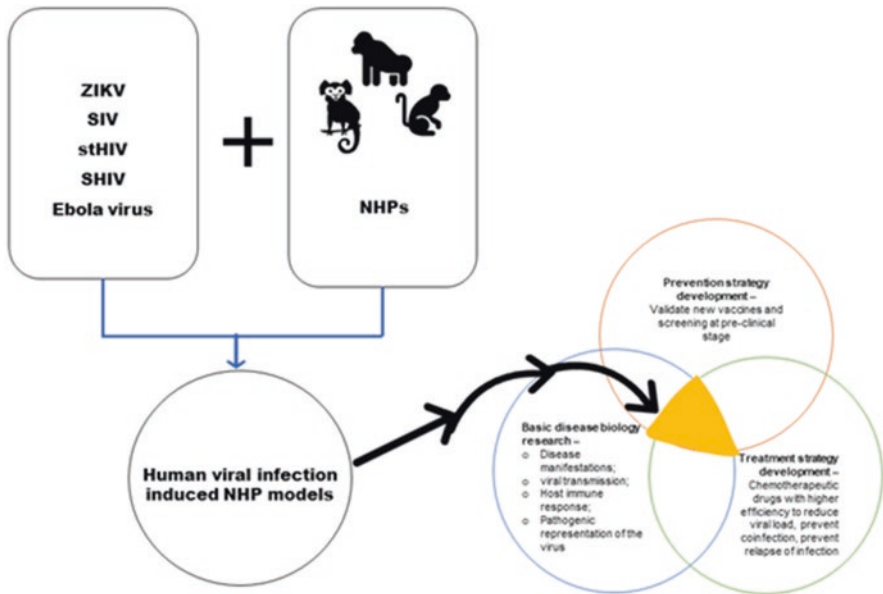 ZIKV
SIV
stHIV
SHIV
Ebola virus
NHPs
Human viral infection
induced NHP models
Prevention strategy
development –
Validate new vaccines and
screening at pre-clinical
stage
Basic disease biology
research –
o Disease
manifestations;
o viral transmission;
o Host immune
response;
o Pathogenic
representation of the
virus
Treatment strategy
development –
Chemotherapeutic
drugs with higher
efficiency to reduce
viral load, prevent
coinfection, prevent
relapse of infection